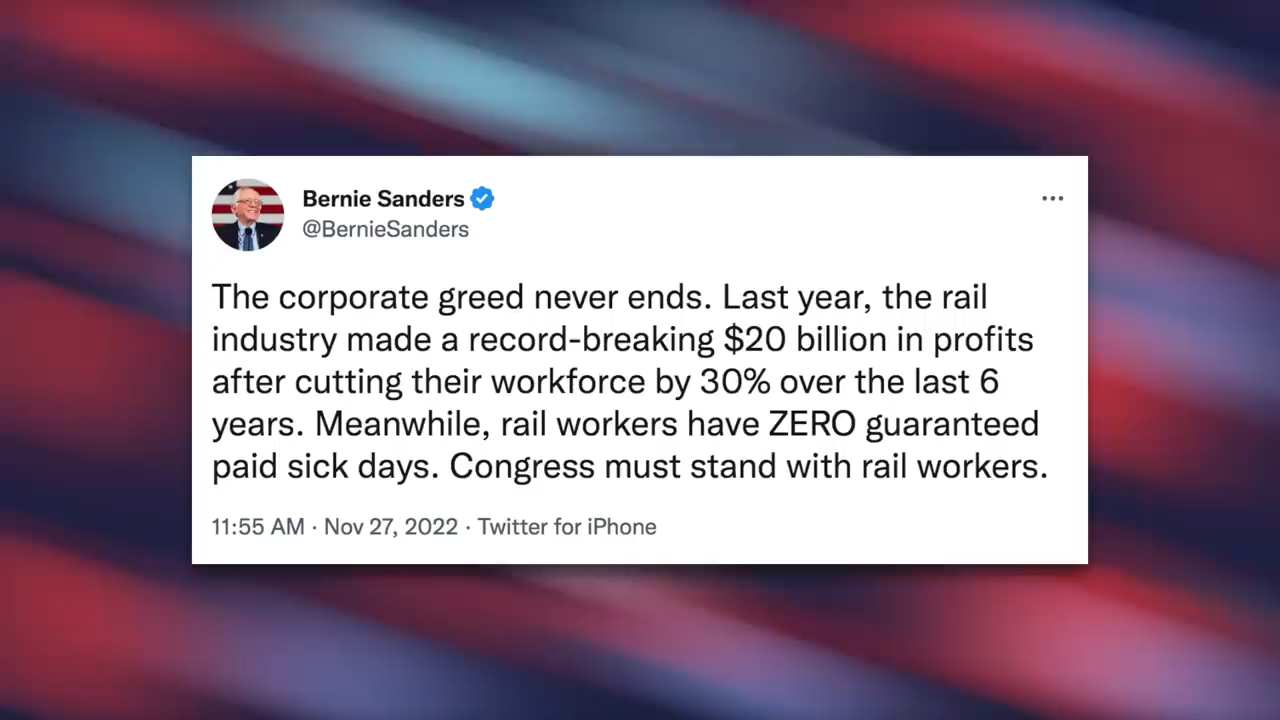 Bernie Sanders
@BernieSanders
The corporate greed never ends. Last year, the rail
industry made a record-breaking $20 billion in profits
after cutting their workforce by 30% over the last 6
years. Meanwhile, rail workers have ZERO guaranteed
paid sick days. Congress must stand with rail workers.
11:55 AM · Nov 27, 2022 · Twitter for iPhone